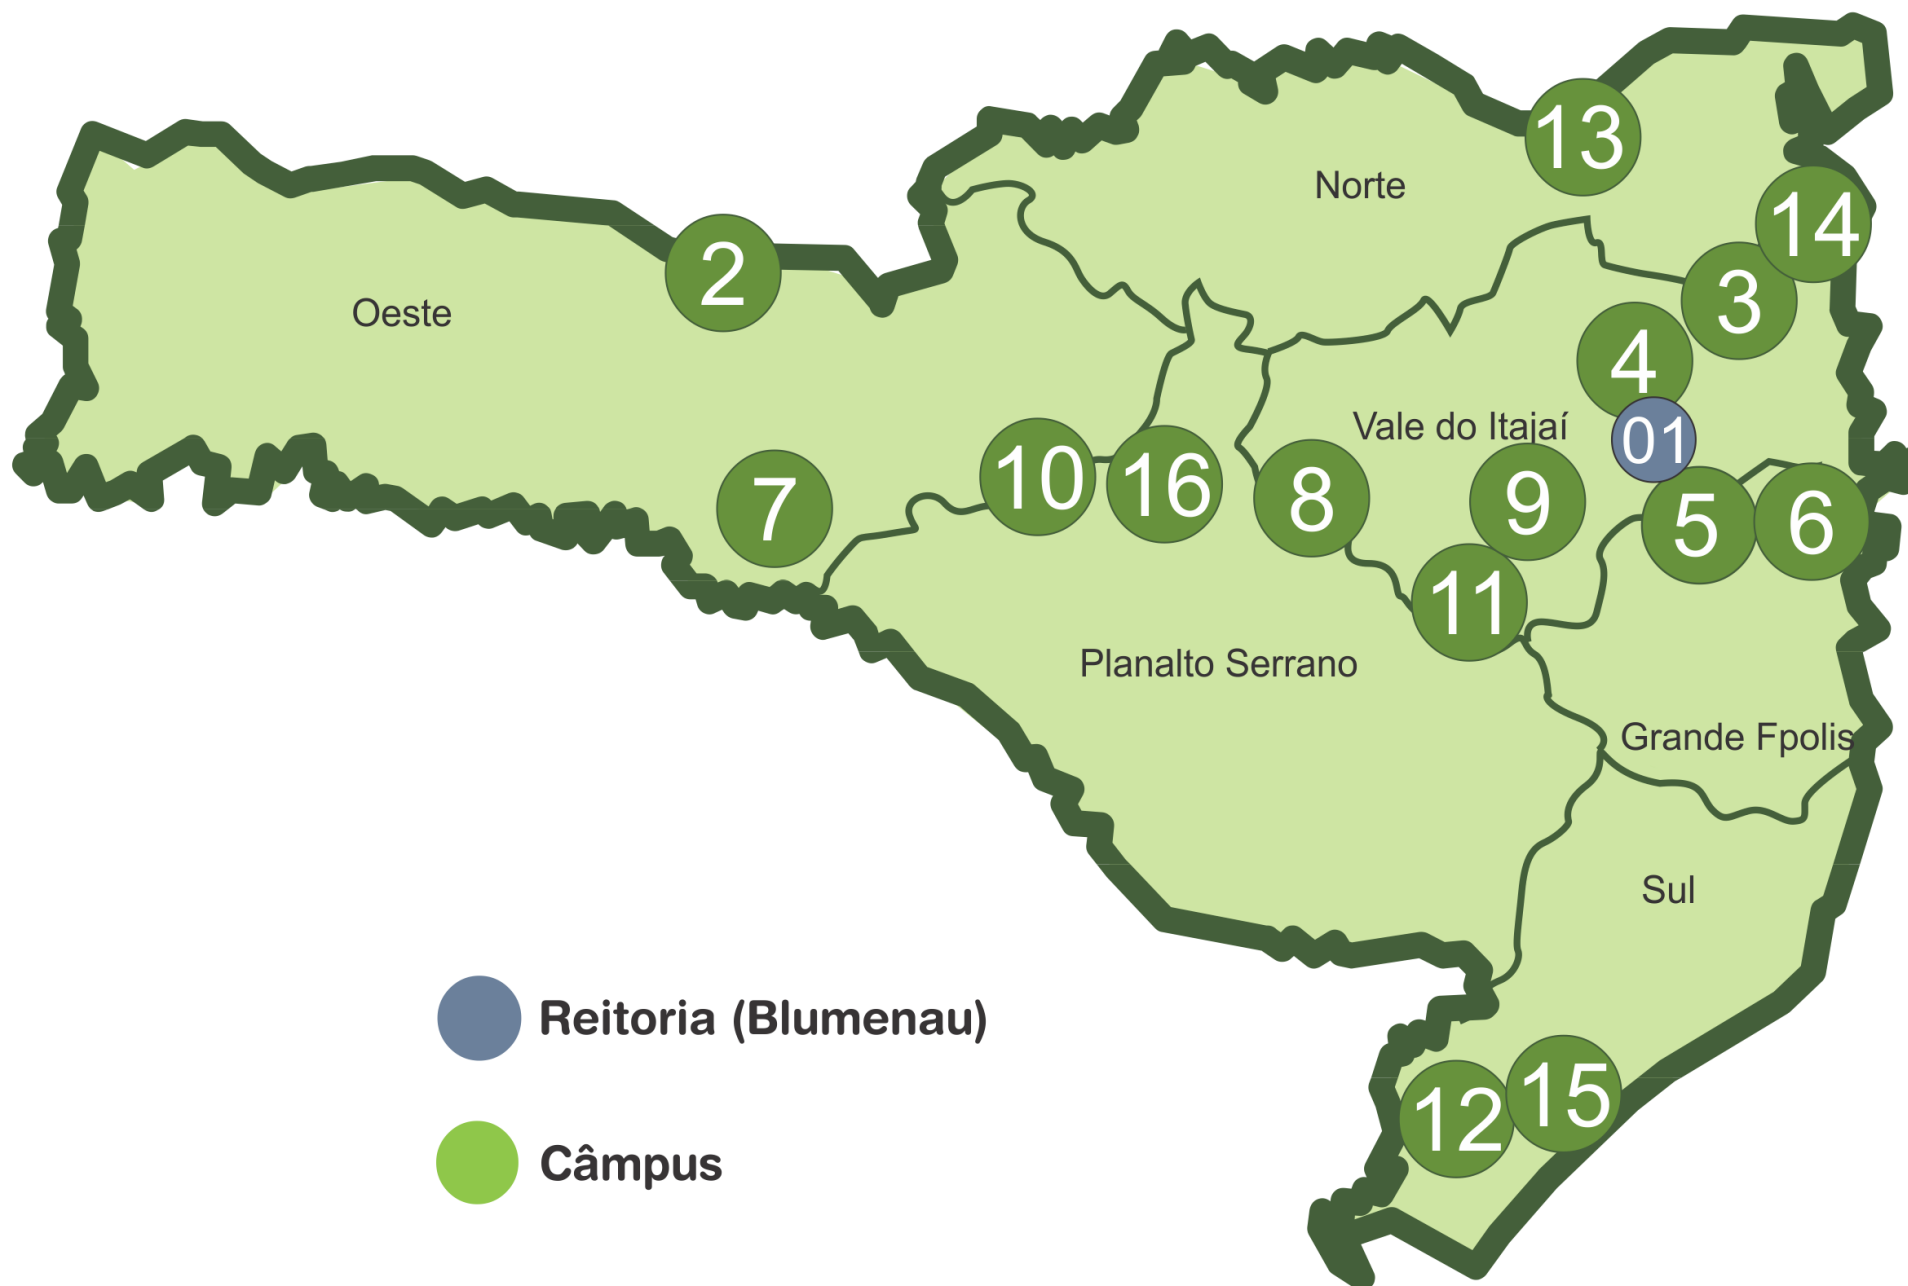 13
Norte
14
2
3
Oeste
4
Vale do Itajaí
01
10
16
8
9
7
5
6
11
Planalto Serrano
Grande Fpolis
Sul
Reitoria (Blumenau)
12
15
Câmpus